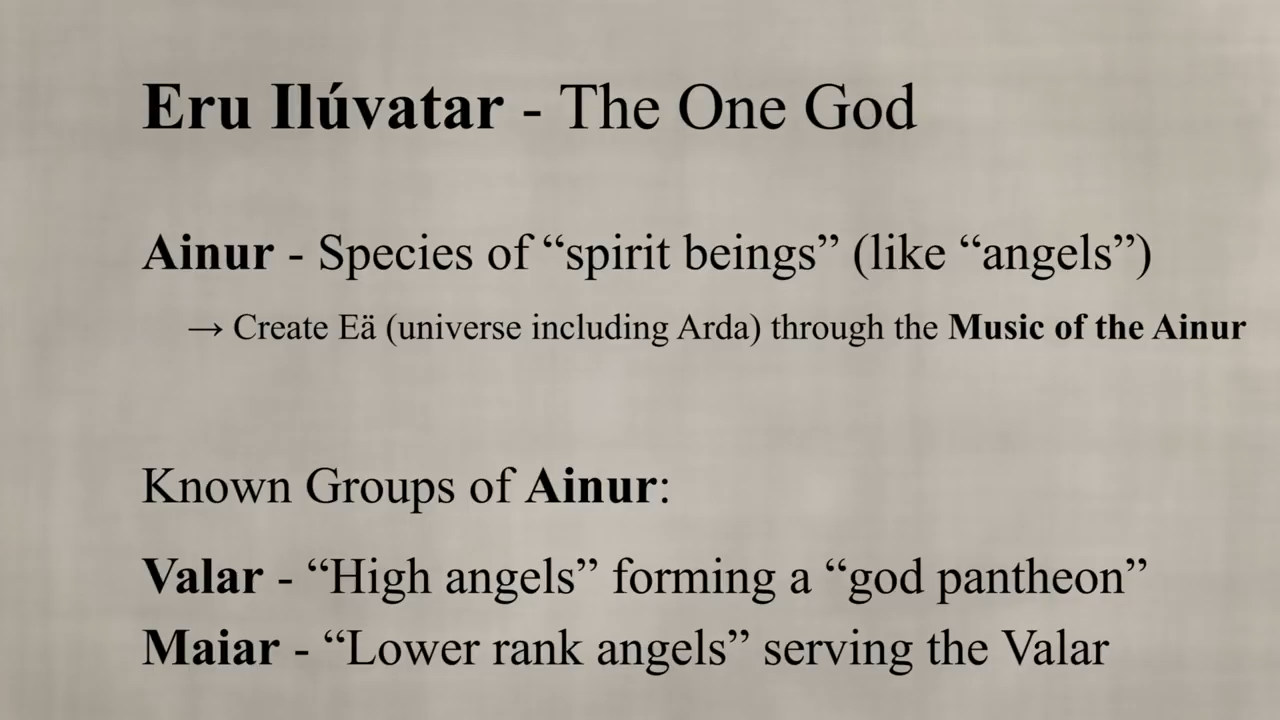 Eru Ilúvatar - The One God
Ainur - Species of “spirit beings” (like “angels”)
→ Create Eä (universe including Arda) through the Music of the Ainur
Known Groups of Ainur:
Valar - “High angels” forming a “god pantheon”
Maiar - “Lower rank angels” serving the Valar